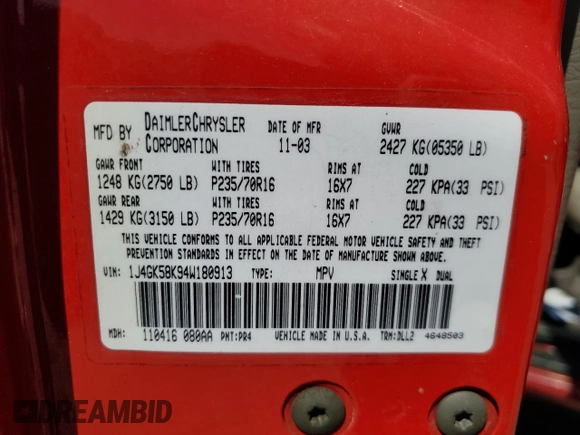 MFD BY DAIMLERCHRYSLER CORPORATION DATE OF MFR 11-03 GVWR 2427 KG(05350 LB)
GAWR FRONT WITH TIRES RIMS AT COLD
1248 KG(2750 LB) P235/70R16 16X7 227 KPA(33 PSI)
GAWR REAR WITH TIRES RIMS AT COLD
1429 KG(3150 LB) P235/70R16 16X7 227 KPA(33 PSI)
THIS VEHICLE CONFORMS TO ALL APPLICABLE FEDERAL MOTOR VEHICLE SAFETY AND THEFT
PREVENTION STANDARDS IN EFFECT ON THE DATE OF MANUFACTURE SHOWN ABOVE.
VIN: 1J4GK58K94W180913 TYPE: MPV SINGLE X DUAL
MDH: 110416 080AA PNT:PR4 VEHICLE MADE IN U.S.A. TRM:DLL2 4648503
DREAMBID